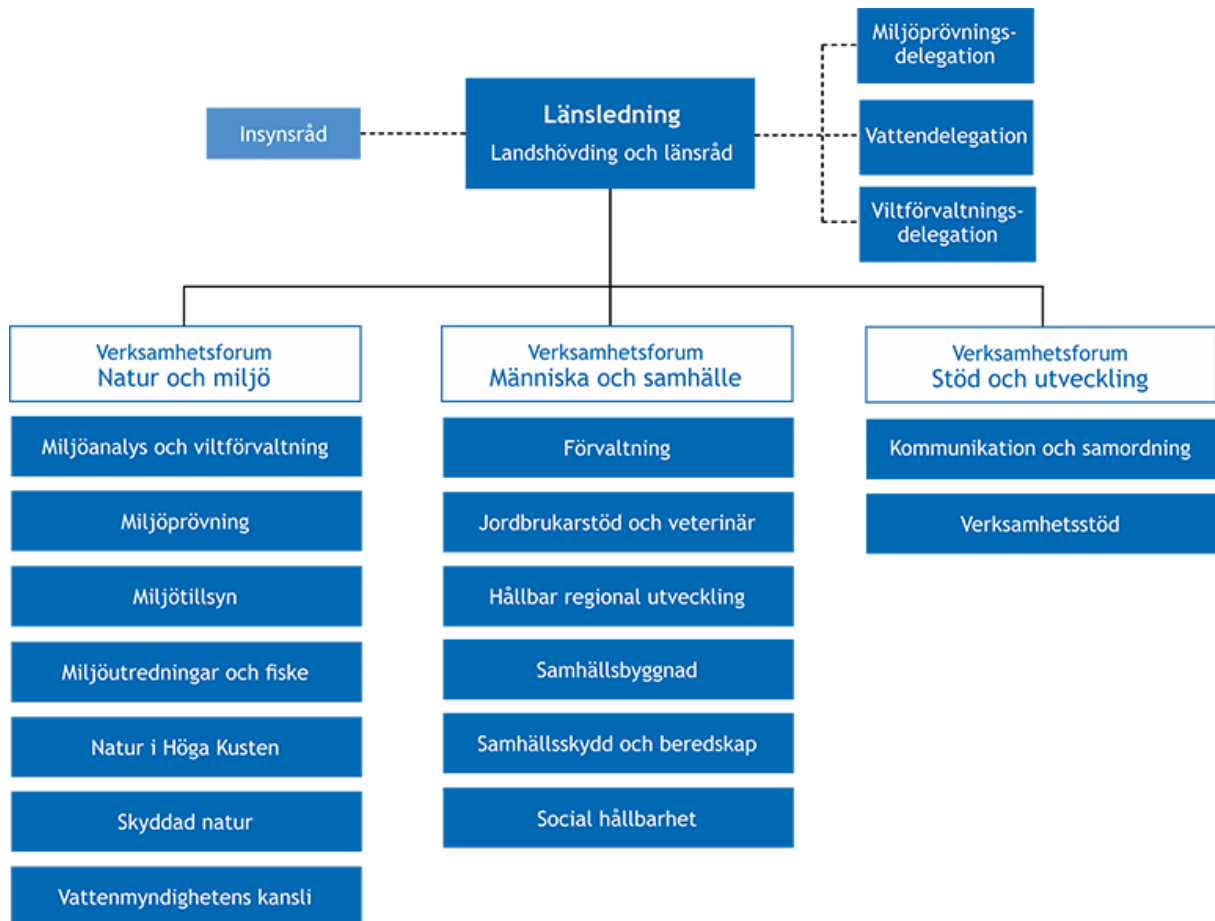 Miljöprövnings-
delegation
Länsledning
Landshövding och länsråd
Insynsråd
Vattendelegation
Viltförvaltnings-
delegation
Verksamhetsforum
Natur och miljö
Miljöanalys och viltförvaltning
Miljöprövning
Miljötillsyn
Miljöutredningar och fiske
Natur i Höga Kusten
Skyddad natur
Vattenmyndighetens kansli
Verksamhetsforum
Människa och samhälle
Förvaltning
Jordbrukarstöd och veterinär
Hållbar regional utveckling
Samhällsbyggnad
Samhällsskydd och beredskap
Social hållbarhet
Verksamhetsforum
Stöd och utveckling
Kommunikation och samordning
Verksamhetsstöd